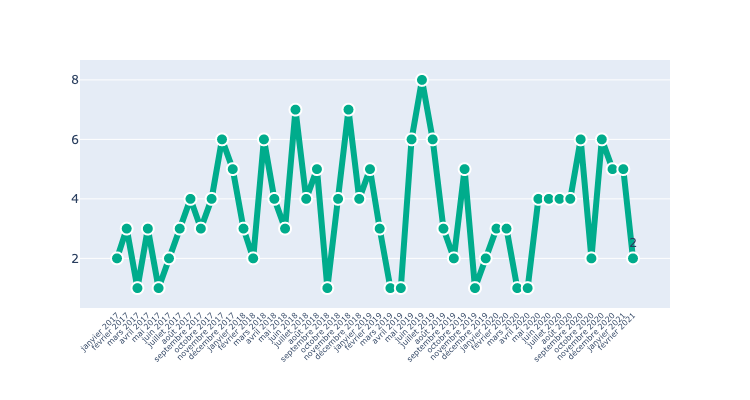 8
6
4
2
2
janvier 2017
février 2017
mars 2017
avril 2017
mai 2017
juin 2017
juillet 2017
août 2017
septembre 2017
octobre 2017
novembre 2017
décembre 2017
janvier 2018
février 2018
mars 2018
avril 2018
mai 2018
juin 2018
juillet 2018
août 2018
septembre 2018
octobre 2018
novembre 2018
décembre 2018
janvier 2019
février 2019
mars 2019
avril 2019
mai 2019
juin 2019
juillet 2019
août 2019
septembre 2019
octobre 2019
novembre 2019
décembre 2019
janvier 2020
février 2020
mars 2020
avril 2020
mai 2020
juin 2020
juillet 2020
août 2020
septembre 2020
octobre 2020
novembre 2020
décembre 2020
janvier 2021
février 2021